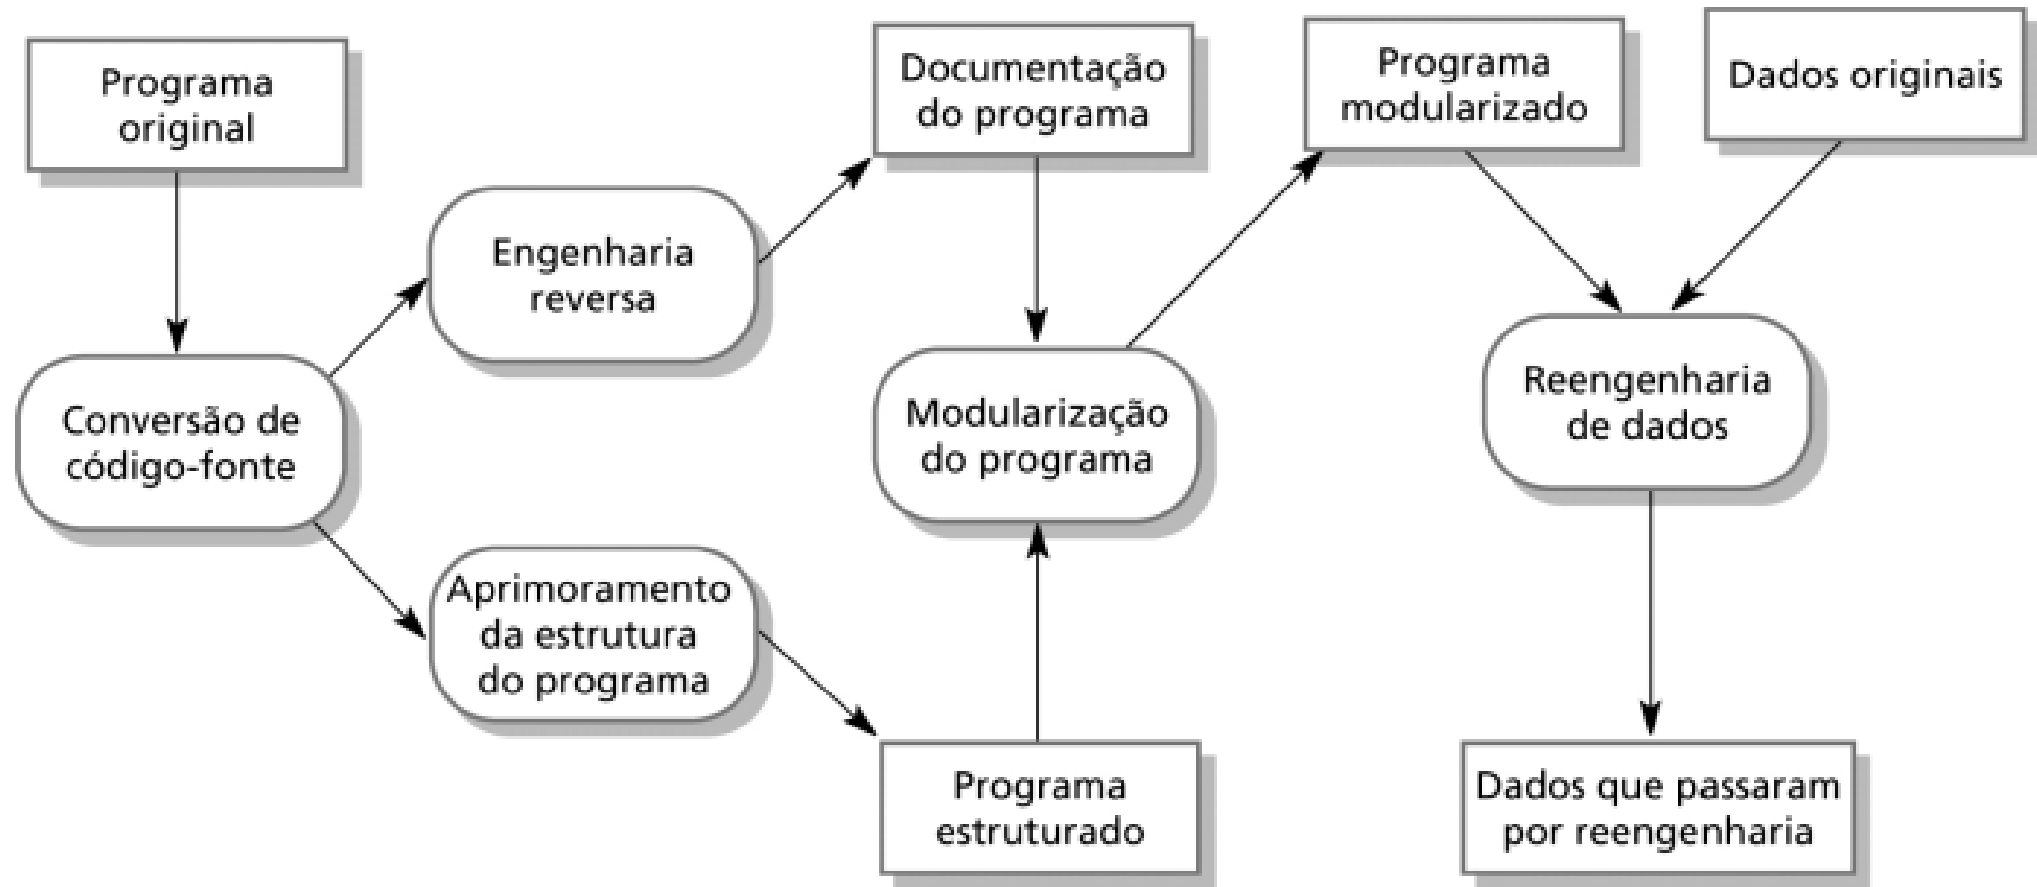 Programa
original
Documentação
do programa
Programa
modularizado
Dados originais
Engenharia
reversa
Conversão de
código-fonte
Modularização
do programa
Reengenharia
de dados
Aprimoramento
da estrutura
do programa
Programa
estruturado
Dados que passaram
por reengenharia